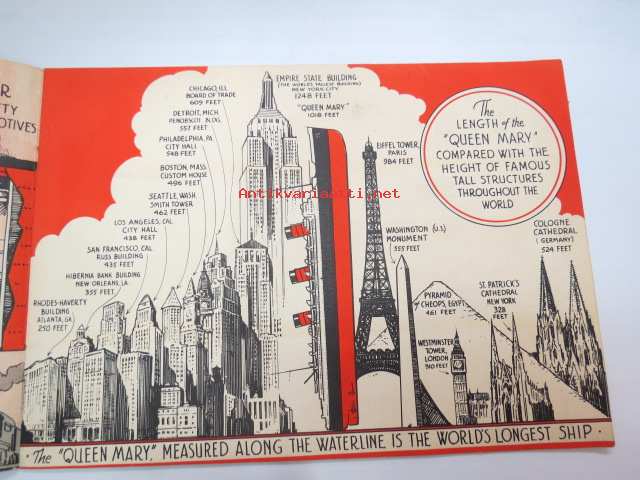 R
TY
OTIVES
CHICAGO, ILL.
BOARD OF TRADE
609 FEET
DETROIT, MICH.
PENOBSCOT BLDG.
557 FEET
PHILADELPHIA, PA.
CITY HALL
548 FEET
BOSTON, MASS.
CUSTOM HOUSE
496 FEET
SEATTLE, WASH.
SMITH TOWER
462 FEET
LOS ANGELES, CAL.
CITY HALL
438 FEET
SAN FRANCISCO, CAL.
RUSS BUILDING
435 FEET
HIBERNIA BANK BUILDING
NEW ORLEANS, LA.
355 FEET
RHODES-HAVERTY
BUILDING
ATLANTA, GA.
250 FEET
EMPIRE STATE BUILDING
(THE WORLD'S TALLEST BUILDING)
NEW YORK CITY
1248 FEET
"QUEEN MARY"
1018 FEET
EIFFEL TOWER,
PARIS
984 FEET
WASHINGTON (U.S.)
MONUMENT
555 FEET
PYRAMID
of CHEOPS, EGYPT
461 FEET
WESTMINSTER
TOWER,
LONDON
340 FEET
ST. PATRICK'S
CATHEDRAL
NEW YORK
328
FEET
COLOGNE
CATHEDRAL
(GERMANY)
524 FEET
The
LENGTH of the
"QUEEN MARY"
COMPARED WITH THE
HEIGHT OF FAMOUS
TALL STRUCTURES
THROUGHOUT THE
WORLD
Antikvariaatti.net
The "QUEEN MARY," MEASURED ALONG THE WATERLINE IS THE WORLD'S LONGEST SHIP.